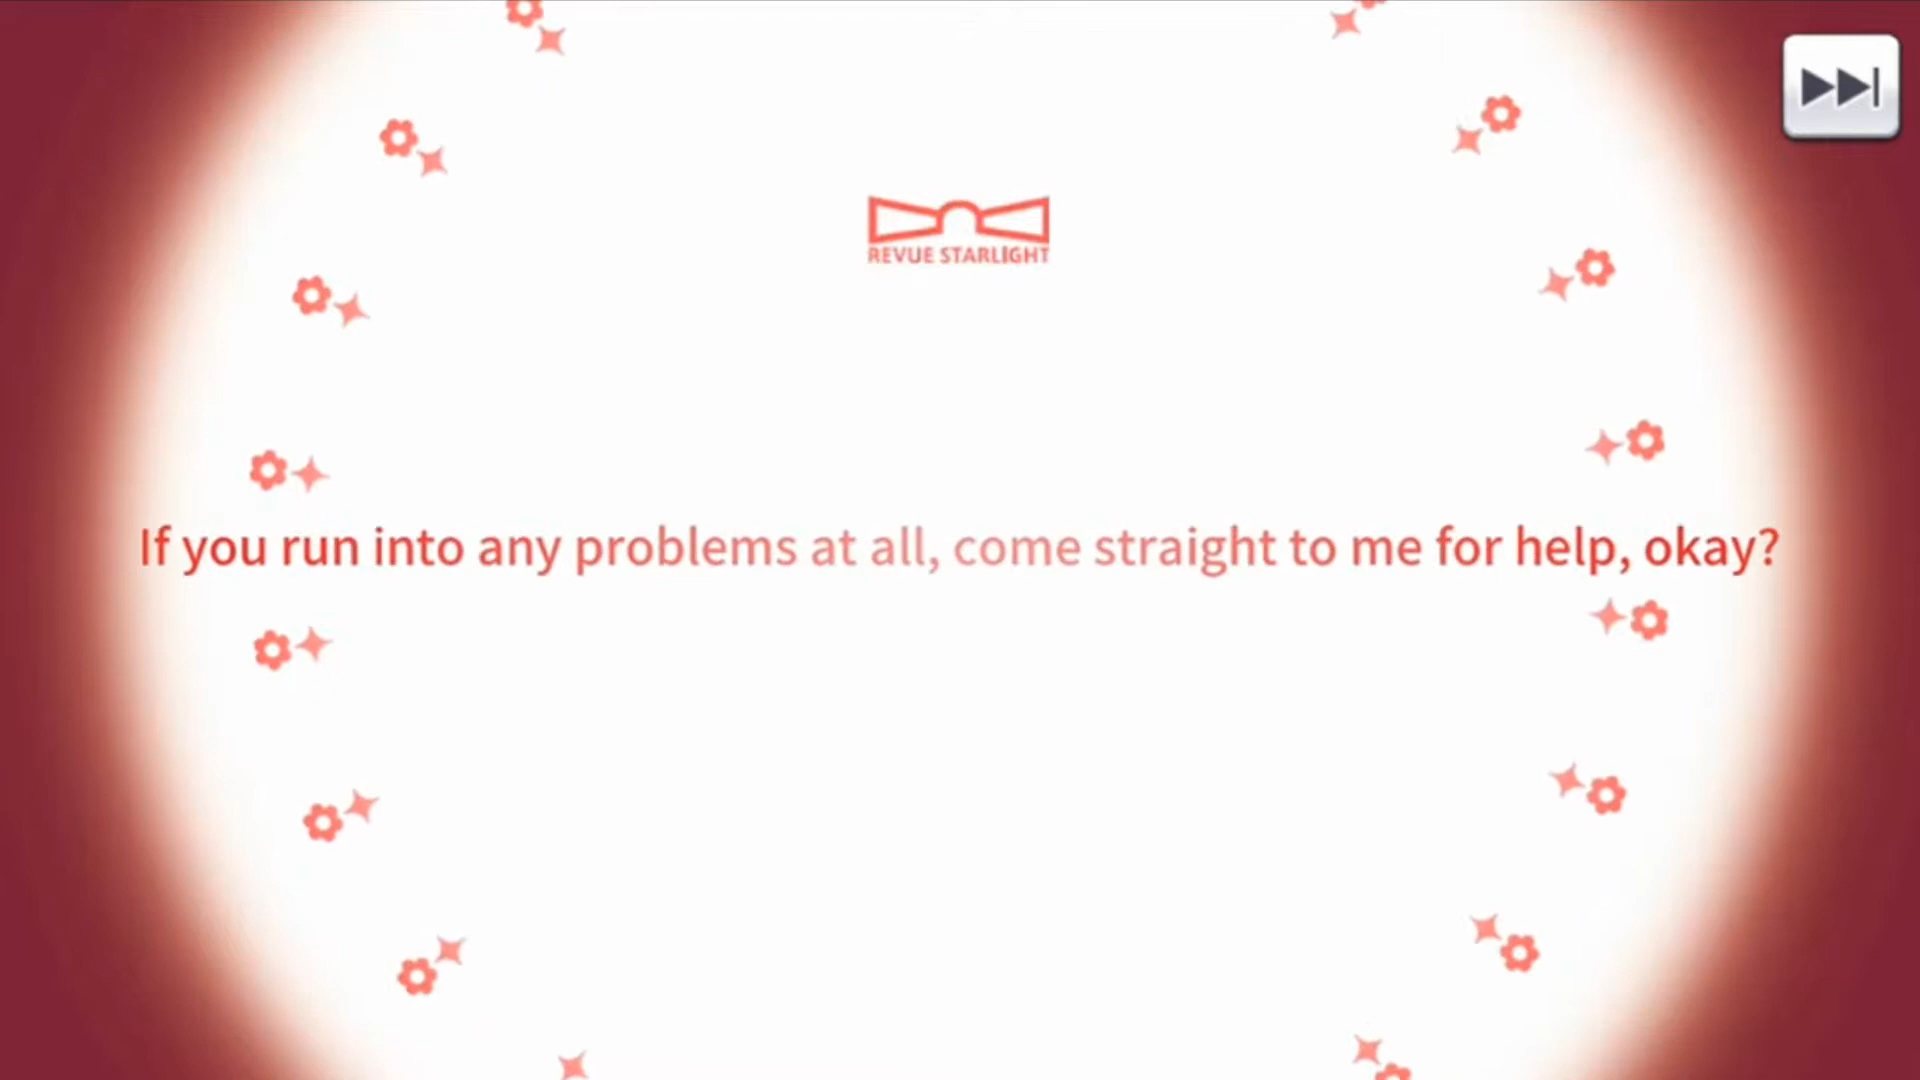 REVUE STARLIGHT
If you run into any problems at all, come straight to me for help, okay?